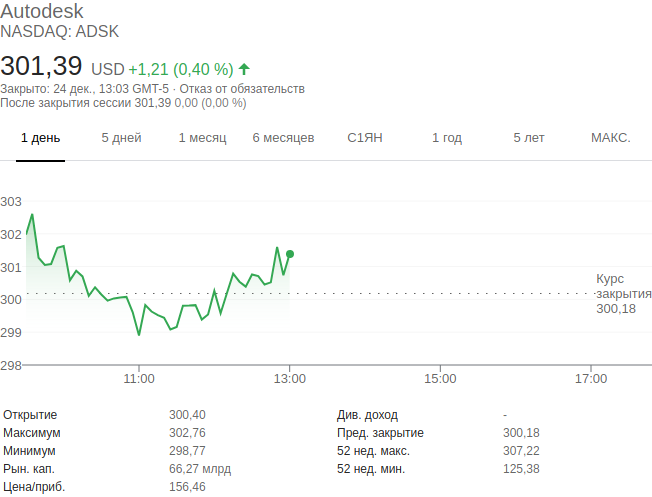 Autodesk
NASDAQ: ADSK
301,39 USD +1,21 (0,40 %)
Закрыто: 24 дек., 13:03 GMT-5 · Отказ от обязательств
После закрытия сессии 301,39 0,00 (0,00 %)
1 день 5 дней 1 месяц 6 месяцев С1ЯН 1 год 5 лет МАКС.
303
302
301
300
299
298
Курс
закрытия
300,18
11:00 13:00 15:00 17:00
Открытие 300,40 Див. доход -
Максимум 302,76 Пред. закрытие 300,18
Минимум 298,77 52 нед. макс. 307,22
Рын. кап. 66,27 млрд 52 нед. мин. 125,38
Цена/приб. 156,46